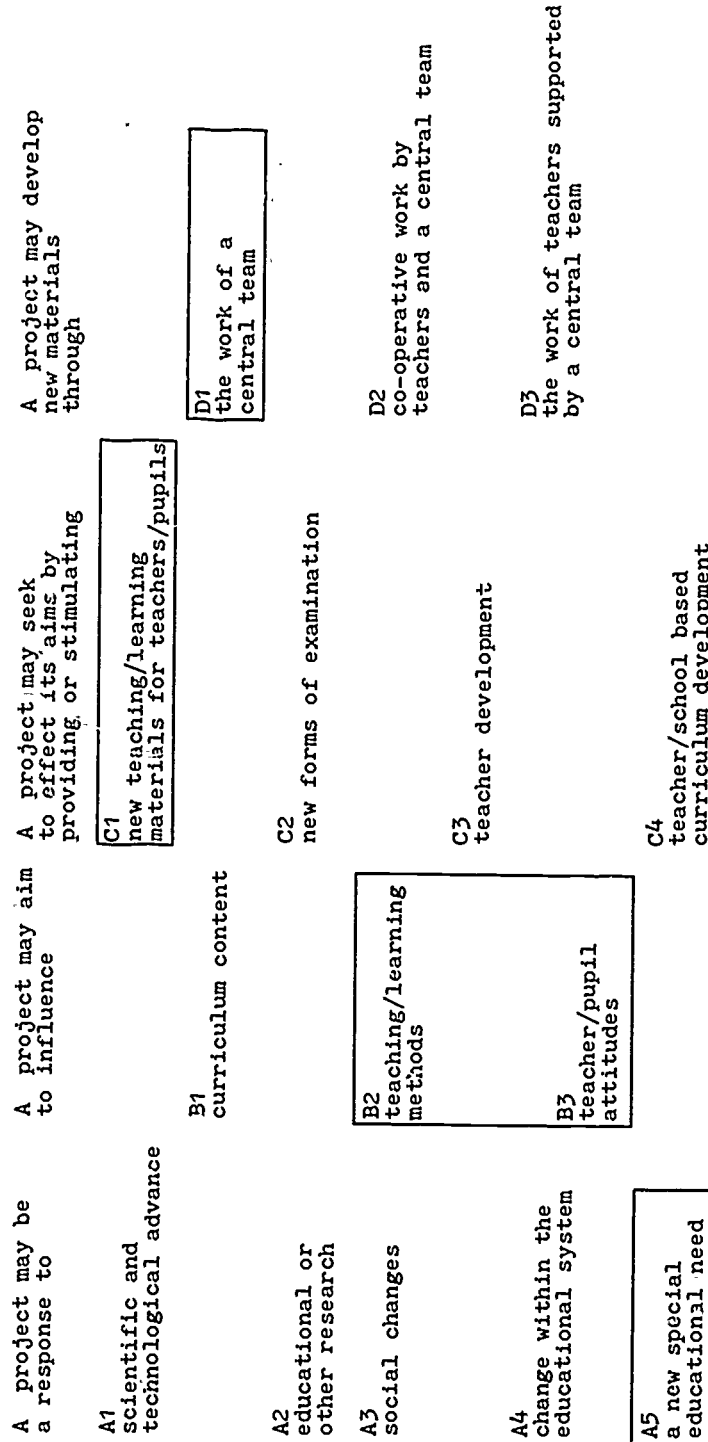 A project may be
a response to
A1
scientific and
technological advance
A2
educational or
other research
A3
social changes
A4
change within the
educational system
A5
a new special
educational need
A project may aim
to influence
B1
curriculum content
B2
teaching/learning
methods
B3
teacher/pupil
attitudes
A project may seek
to effect its aims by
providing or stimulating
C1
new teaching/learning
materials for teachers/pupils
C2
new forms of examination
C3
teacher development
C4
teacher/school based
curriculum development
A project may develop
new materials
through
D1
the work of a
central team
D2
co-operative work by
teachers and a central team
D3
the work of teachers supported
by a central team